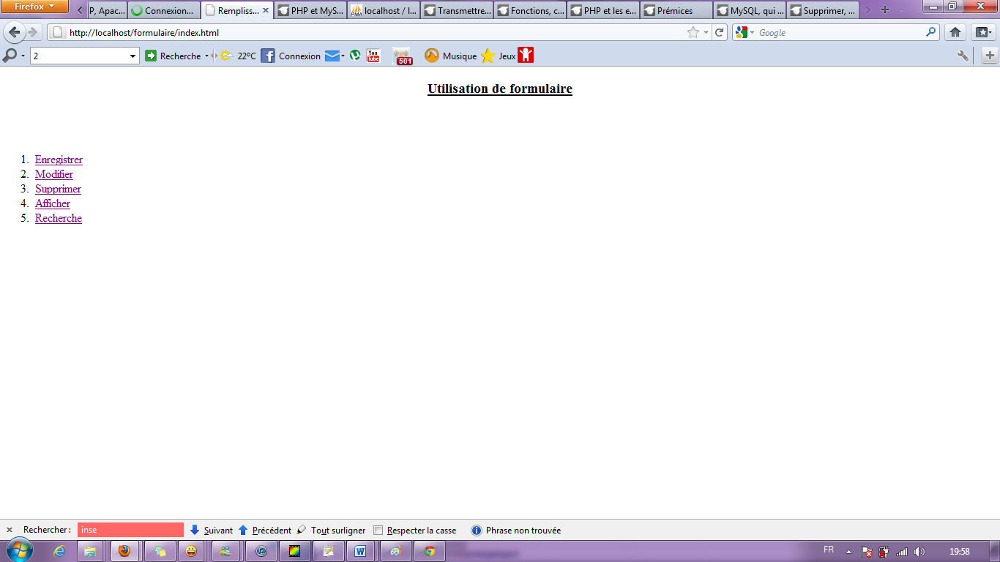 Firefox
P, Apac... Connexion... Rempliss... PHP et MyS... localhost / l... Transmettre... Fonctions, c... PHP et les e... Prémices MySQL, qui ... Supprimer, ...
http://localhost/formulaire/index.html Google
2 Recherche 22°C Connexion You Tube 501 Musique Jeux
Utilisation de formulaire
1. Enregistrer
2. Modifier
3. Supprimer
4. Afficher
5. Recherche
Rechercher : inse Suivant Précédent Tout surligner Respecter la casse Phrase non trouvée
FR 19:58